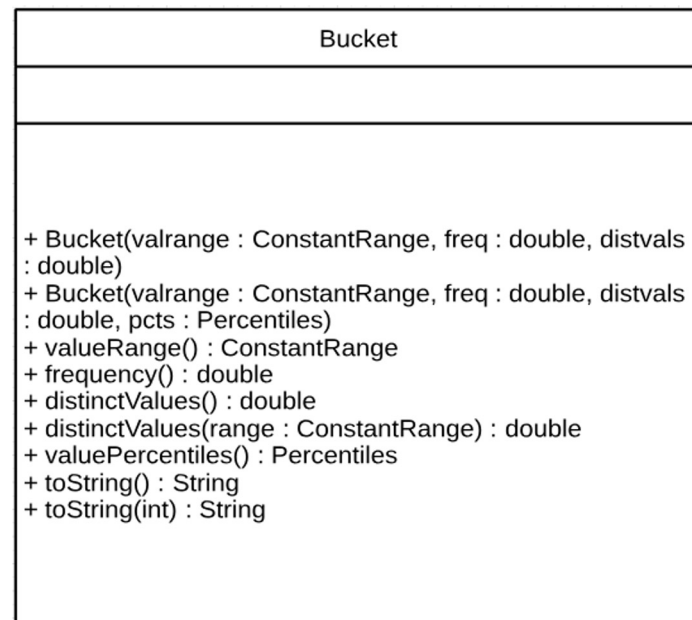 Bucket
+ Bucket(valrange : ConstantRange, freq : double, distvals
: double)
+ Bucket(valrange : ConstantRange, freq : double, distvals
: double, pcts : Percentiles)
+ valueRange() : ConstantRange
+ frequency() : double
+ distinctValues() : double
+ distinctValues(range : ConstantRange) : double
+ valuePercentiles() : Percentiles
+ toString() : String
+ toString(int) : String